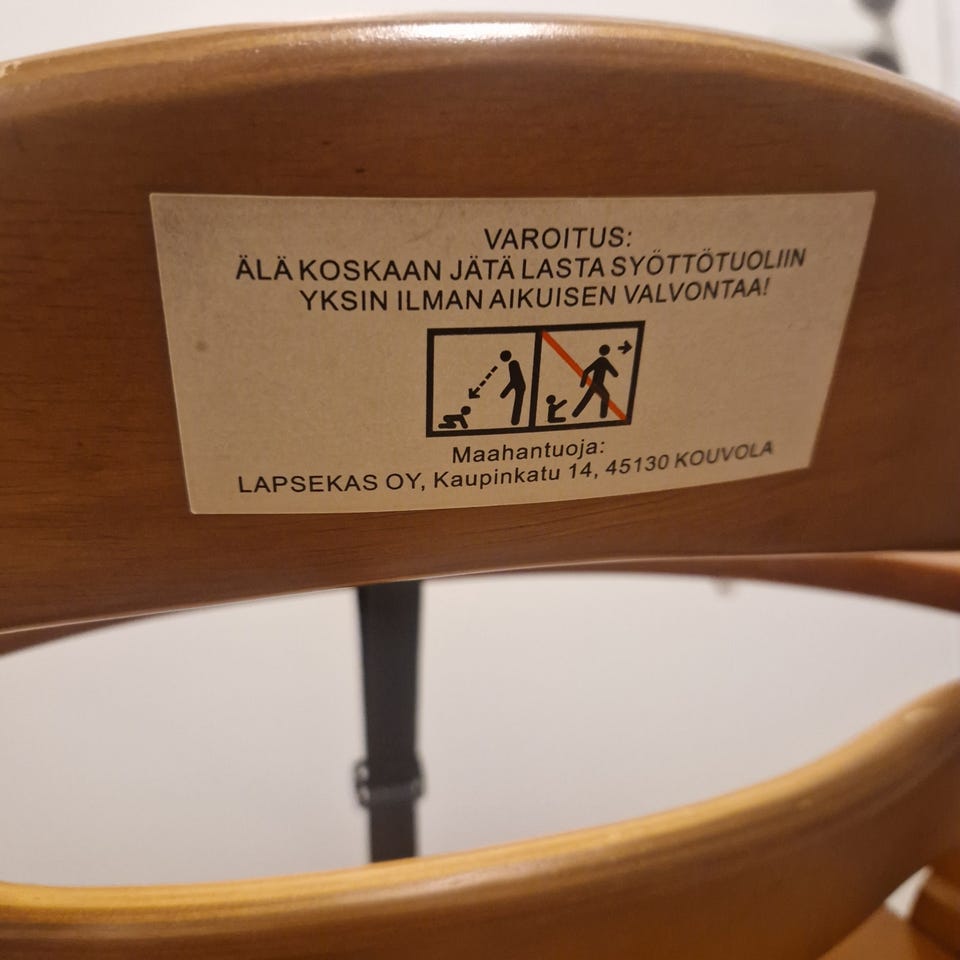 VAROITUS:
ÄLÄ KOSKAAN JÄTÄ LASTA SYÖTTÖTUOLIIN
YKSIN ILMAN AIKUISEN VALVONTAA!
Maahantuoja:
LAPSEKAS OY, Kaupinkatu 14, 45130 KOUVOLA